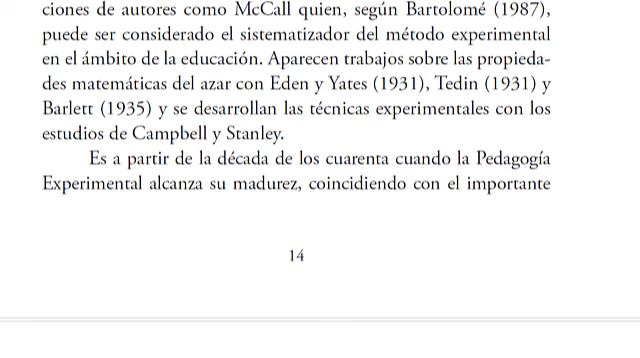 ciones de autores como McCall quien, según Bartolomé (1987),
puede ser considerado el sistematizador del método experimental
en el ámbito de la educación. Aparecen trabajos sobre las propieda-
des matemáticas del azar con Eden y Yates (1931), Tedin (1931) y
Barlett (1935) y se desarrollan las técnicas experimentales con los
estudios de Campbell y Stanley.
Es a partir de la década de los cuarenta cuando la Pedagogía
Experimental alcanza su madurez, coincidiendo con el importante
14